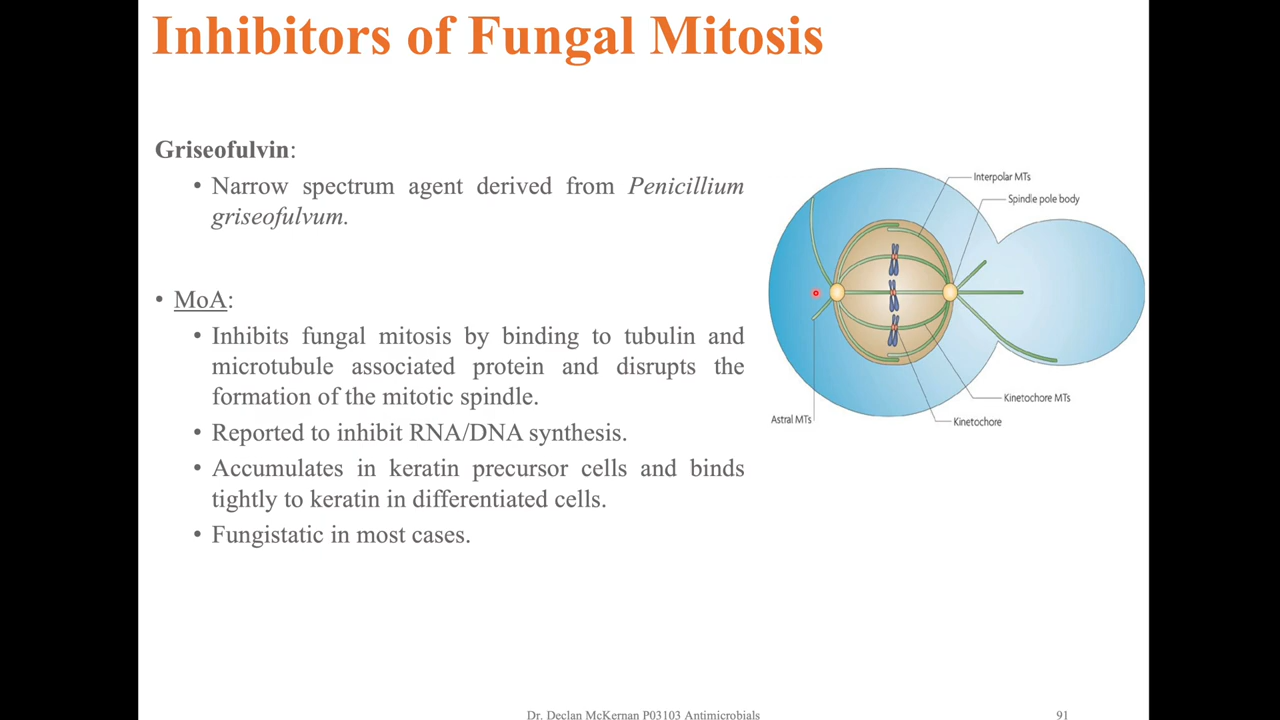 Inhibitors of Fungal Mitosis
Griseofulvin:
• Narrow spectrum agent derived from Penicillium
griseofulvum.
• MoA:
• Inhibits fungal mitosis by binding to tubulin and
microtubule associated protein and disrupts the
formation of the mitotic spindle.
• Reported to inhibit RNA/DNA synthesis.
• Accumulates in keratin precursor cells and binds
tightly to keratin in differentiated cells.
• Fungistatic in most cases.
Interpolar MTs
Spindle pole body
Kinetochore MTs
Astral MTs
Kinetochore
Dr. Declan McKernan P03103 Antimicrobials
91